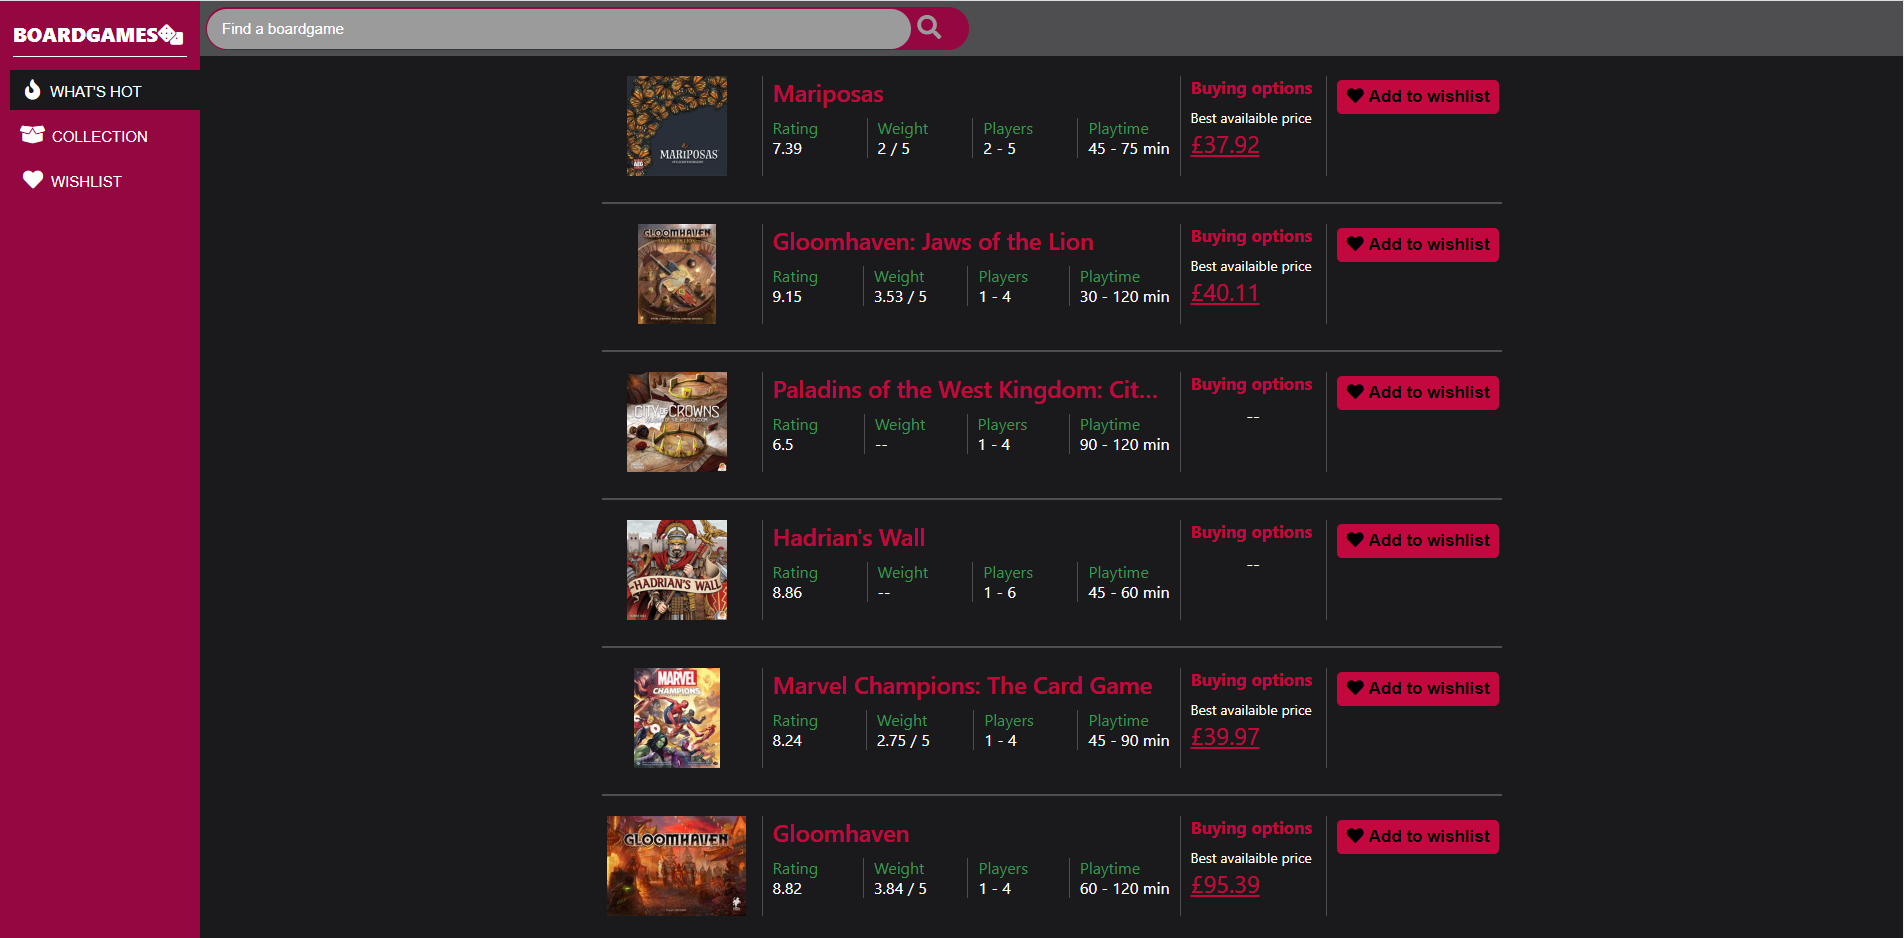 BOARDGAMES
Find a boardgame
WHAT'S HOT
COLLECTION
WISHLIST
MARIPOSAS
Mariposas
Rating Weight Players Playtime
7.39 2 / 5 2 - 5 45 - 75 min
Buying options
Best availaible price
£37.92
Add to wishlist
GLOOMHAVEN
Gloomhaven: Jaws of the Lion
Rating Weight Players Playtime
9.15 3.53 / 5 1 - 4 30 - 120 min
Buying options
Best availaible price
£40.11
Add to wishlist
CITY OF CROWNS
Paladins of the West Kingdom: Cit...
Rating Weight Players Playtime
6.5 -- 1 - 4 90 - 120 min
Buying options
--
Add to wishlist
HADRIAN'S WALL
Hadrian's Wall
Rating Weight Players Playtime
8.86 -- 1 - 6 45 - 60 min
Buying options
--
Add to wishlist
MARVEL
CHAMPIONS
Marvel Champions: The Card Game
Rating Weight Players Playtime
8.24 2.75 / 5 1 - 4 45 - 90 min
Buying options
Best availaible price
£39.97
Add to wishlist
GLOOMHAVEN
Gloomhaven
Rating Weight Players Playtime
8.82 3.84 / 5 1 - 4 60 - 120 min
Buying options
Best availaible price
£95.39
Add to wishlist